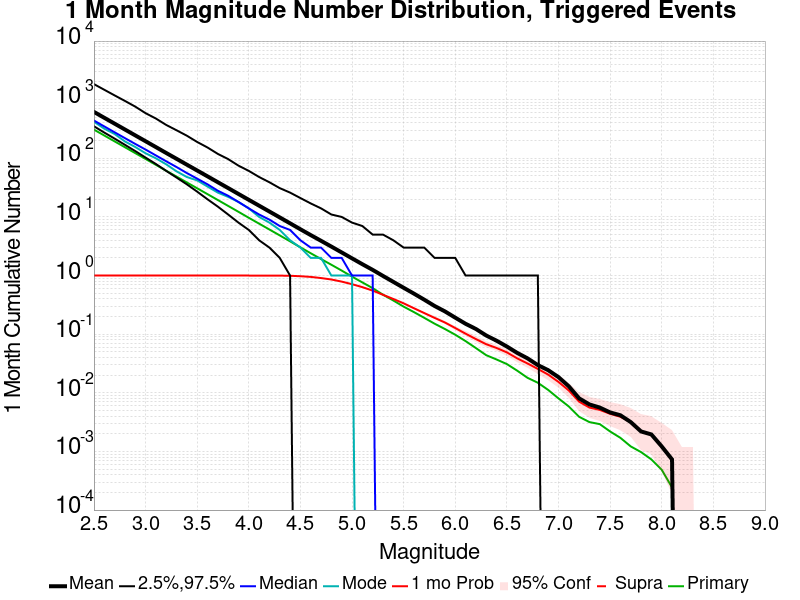 1 Month Magnitude Number Distribution, Triggered Events
10^4
10^3
10^2
10^1
10^0
10^-1
10^-2
10^-3
10^-4
1 Month Cumulative Number
2.5 3.0 3.5 4.0 4.5 5.0 5.5 6.0 6.5 7.0 7.5 8.0 8.5 9.0
Magnitude
Mean 2.5%,97.5% Median Mode 1 mo Prob 95% Conf Supra Primary